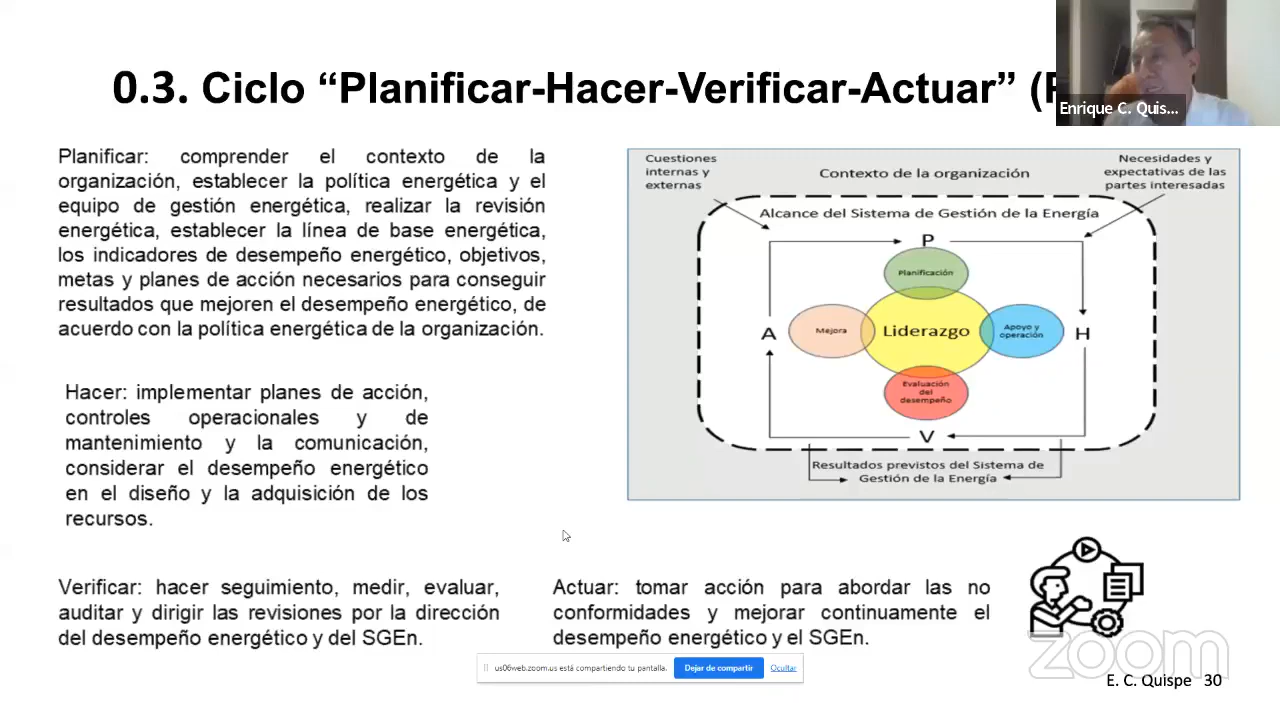 0.3. Ciclo “Planificar-Hacer-Verificar-Actuar” (
Enrique C. Quis...
Planificar: comprender el contexto de la
organización, establecer la política energética y el
equipo de gestión energética, realizar la revisión
energética, establecer la línea de base energética,
los indicadores de desempeño energético, objetivos,
metas y planes de acción necesarios para conseguir
resultados que mejoren el desempeño energético, de
acuerdo con la política energética de la organización.
Hacer: implementar planes de acción,
controles operacionales y de
mantenimiento y la comunicación,
considerar el desempeño energético
en el diseño y la adquisición de los
recursos.
Verificar: hacer seguimiento, medir, evaluar,
auditar y dirigir las revisiones por la dirección
del desempeño energético y del SGEn.
Actuar: tomar acción para abordar las no
conformidades y mejorar continuamente el
desempeño energético y el SGEn.
Cuestiones
internas y
externas
Contexto de la organización
Necesidades y
expectativas de las
partes interesadas
Alcance del Sistema de Gestión de la Energía
P
Planificación
A
Mejora
Liderazgo
Apoyo y
operación
H
Evaluación
del
desempeño
V
Resultados previstos del Sistema de
Gestión de la Energía
us06web.zoom.us está compartiendo tu pantalla.
Dejar de compartir
Ocultar
zoom
E. C. Quispe 30